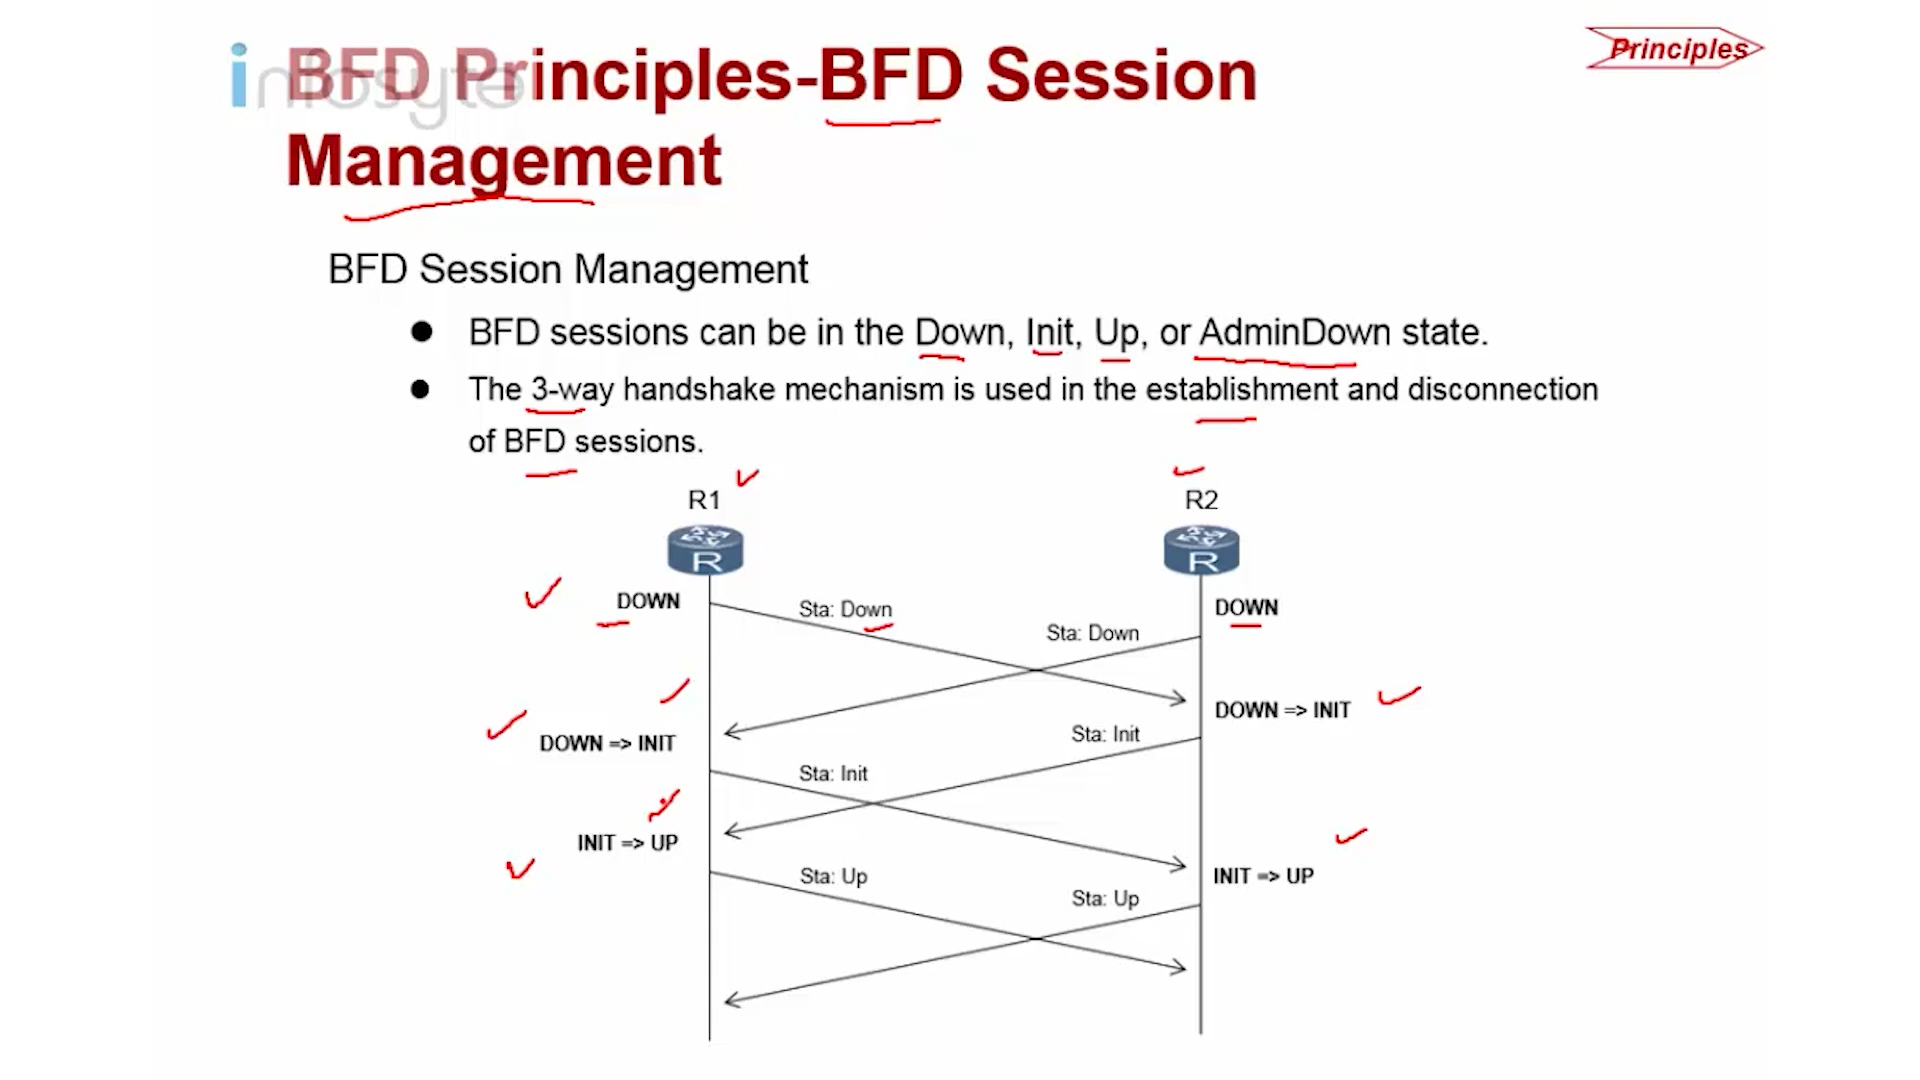 infosyte
BFD Principles-BFD Session
Management
Principles
BFD Session Management
● BFD sessions can be in the Down, Init, Up, or AdminDown state.
● The 3-way handshake mechanism is used in the establishment and disconnection
of BFD sessions.
R1
R2
R
R
DOWN
Sta: Down
DOWN
Sta: Down
DOWN => INIT
Sta: Init
DOWN => INIT
Sta: Init
INIT => UP
Sta: Up
INIT => UP
Sta: Up